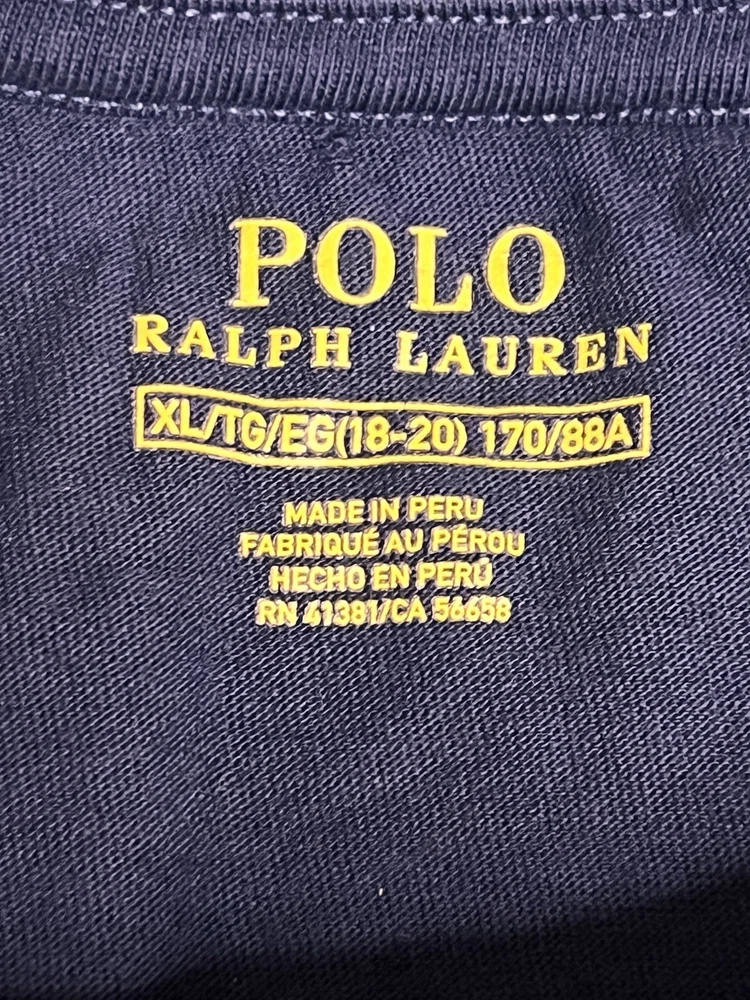 POLO
RALPH LAUREN
XL/TG/EG(18-20) 170/88A
MADE IN PERU
FABRIQUÉ AU PÉROU
HECHO EN PERÚ
RN 41381/CA 56658